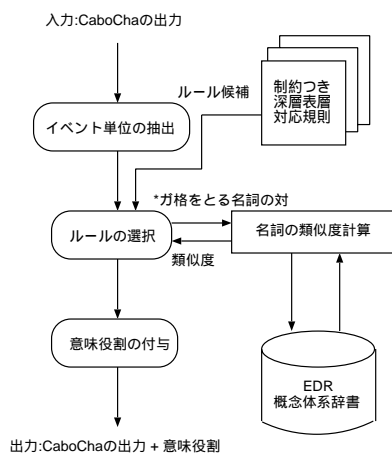 入力:CaboChaの出力
ルール候補
制約つき
深層表層
対応規則
イベント単位の抽出
*ガ格をとる名詞の対
ルールの選択
名詞の類似度計算
類似度
意味役割の付与
EDR
概念体系辞書
出力:CaboChaの出力 + 意味役割